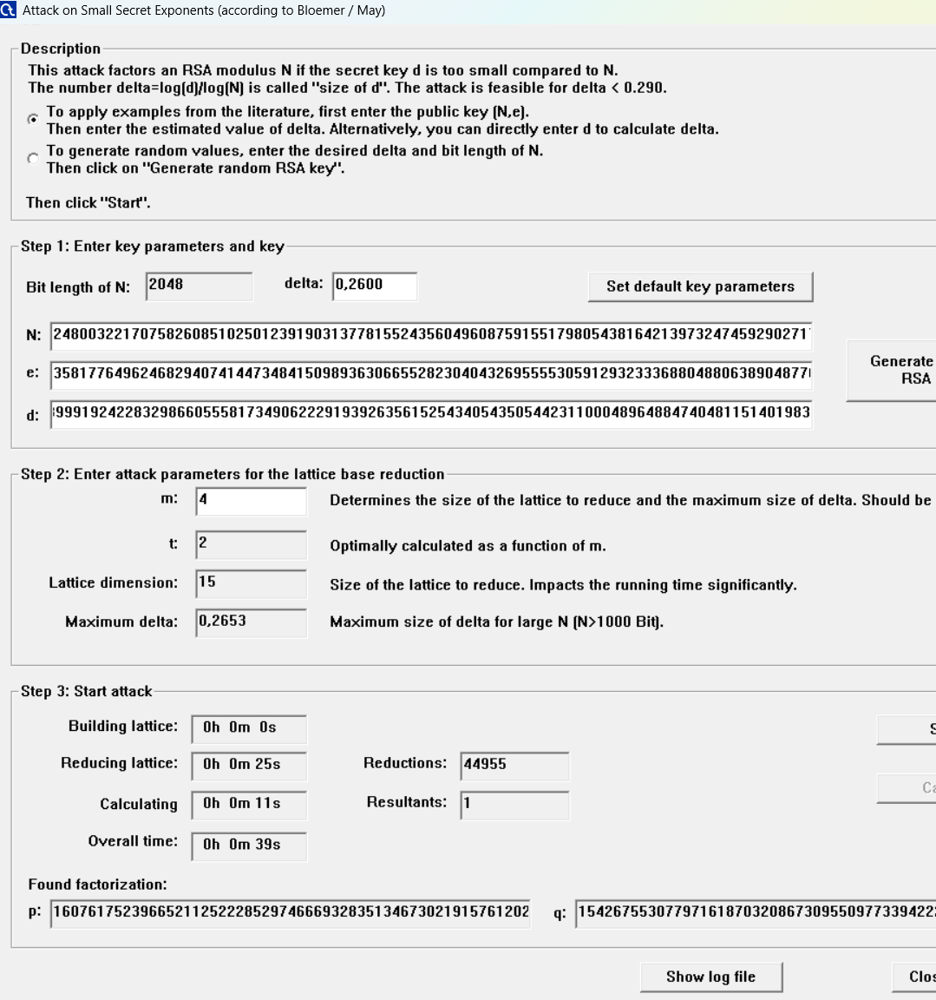 Attack on Small Secret Exponents (according to Bloemer / May)
Description
This attack factors an RSA modulus N if the secret key d is too small compared to N.
The number delta=log(d)/log(N) is called "size of d". The attack is feasible for delta < 0.290.
To apply examples from the literature, first enter the public key (N,e).
Then enter the estimated value of delta. Alternatively, you can directly enter d to calculate delta.
To generate random values, enter the desired delta and bit length of N.
Then click on "Generate random RSA key".
Then click "Start".
Step 1: Enter key parameters and key
Bit length of N: 2048 delta: 0,2600 Set default key parameters
N: 24800322170758260851025012391903137781552435604960875915517980543816421397324745929027
Generate
e: 35817764962468294074144734841509893630665528230404326955553059129323336880488063890487
RSA
d: 9991924228329866055581734906222919392635615254340543505442311000489648847404811514019​83
Step 2: Enter attack parameters for the lattice base reduction
m: 4 Determines the size of the lattice to reduce and the maximum size of delta. Should be
t: 2 Optimally calculated as a function of m.
Lattice dimension: 15 Size of the lattice to reduce. Impacts the running time significantly.
Maximum delta: 0,2653 Maximum size of delta for large N (N>1000 Bit).
Step 3: Start attack
Building lattice: 0h 0m 0s
Reducing lattice: 0h 0m 25s Reductions: 44955
Calculating 0h 0m 11s Resultants: 1
Overall time: 0h 0m 39s
Found factorization:
p: 16076175239665211252228529746669328351346730219157612​02 q: 15426755307797161870320867309550977339422
Show log file Clos